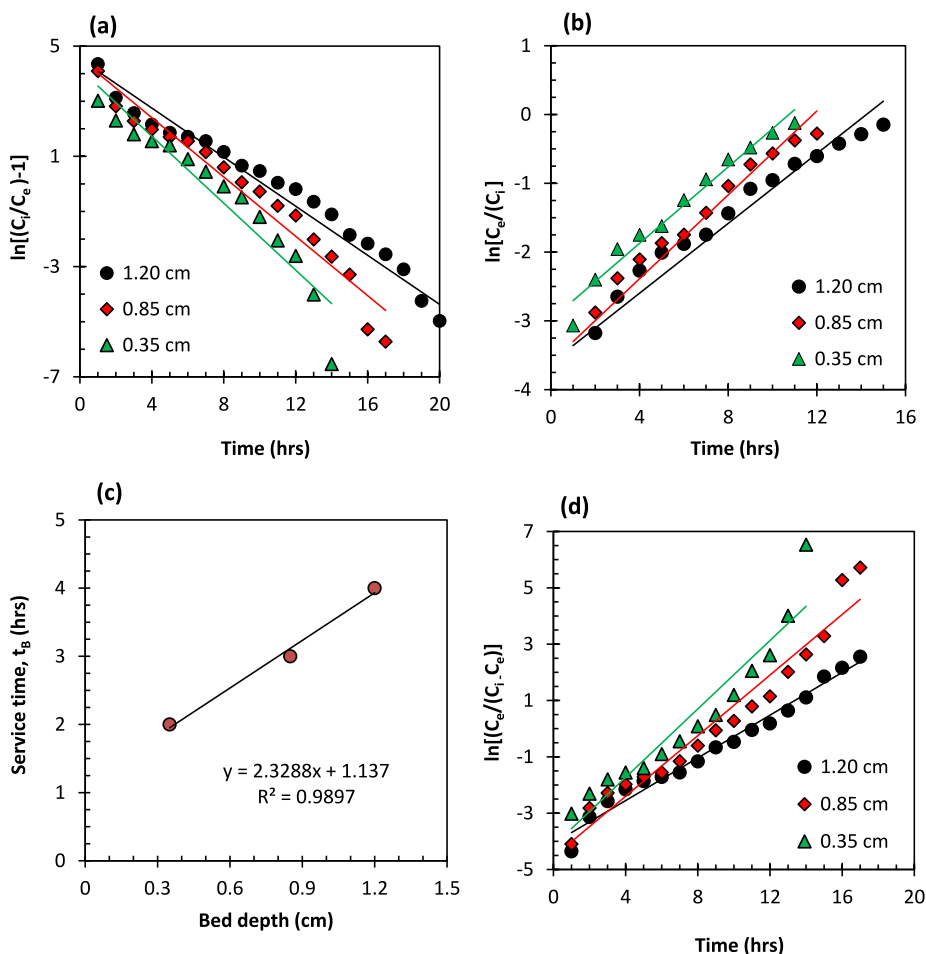 (a)
ln[(Ci/Ce)-1]
5
1
-3
-7
0
4
8
12
16
20
Time (hrs)
1.20 cm
0.85 cm
0.35 cm
(b)
ln[Ce/(Ci]
1
0
-1
-2
-3
-4
0
4
8
12
16
Time (hrs)
1.20 cm
0.85 cm
0.35 cm
(c)
Service time, tB (hrs)
5
4
3
2
1
0
0
0.3
0.6
0.9
1.2
1.5
Bed depth (cm)
y = 2.3288x + 1.137
R² = 0.9897
(d)
ln[(Ce/(Ci-Ce)]
7
5
3
1
-1
-3
-5
0
4
8
12
16
20
Time (hrs)
1.20 cm
0.85 cm
0.35 cm